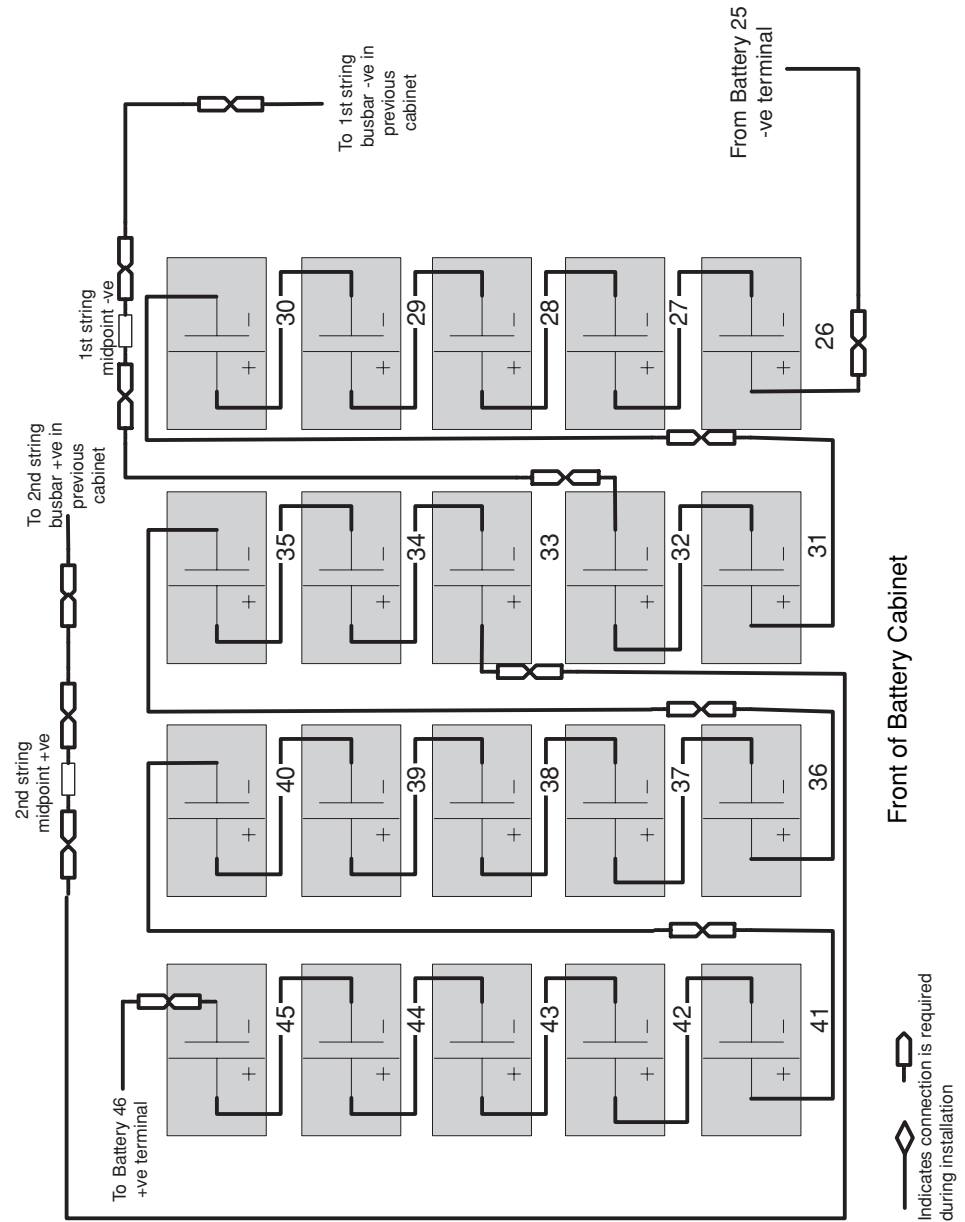 To 1st string
busbar -ve in
previous
cabinet
From Battery 25
-ve terminal
1st string
midpoint -ve
To 2nd string
busbar +ve in
previous
cabinet
2nd string
midpoint +ve
To Battery 46
+ve terminal
+ −
+ −
+ −
+ −
45
40
35
30
+ −
+ −
+ −
+ −
44
39
34
29
+ −
+ −
+ −
+ −
43
38
33
28
+ −
+ −
+ −
+ −
42
37
32
27
+ −
+ −
+ −
+ −
41
36
31
26
Front of Battery Cabinet
Indicates connection is required
during installation